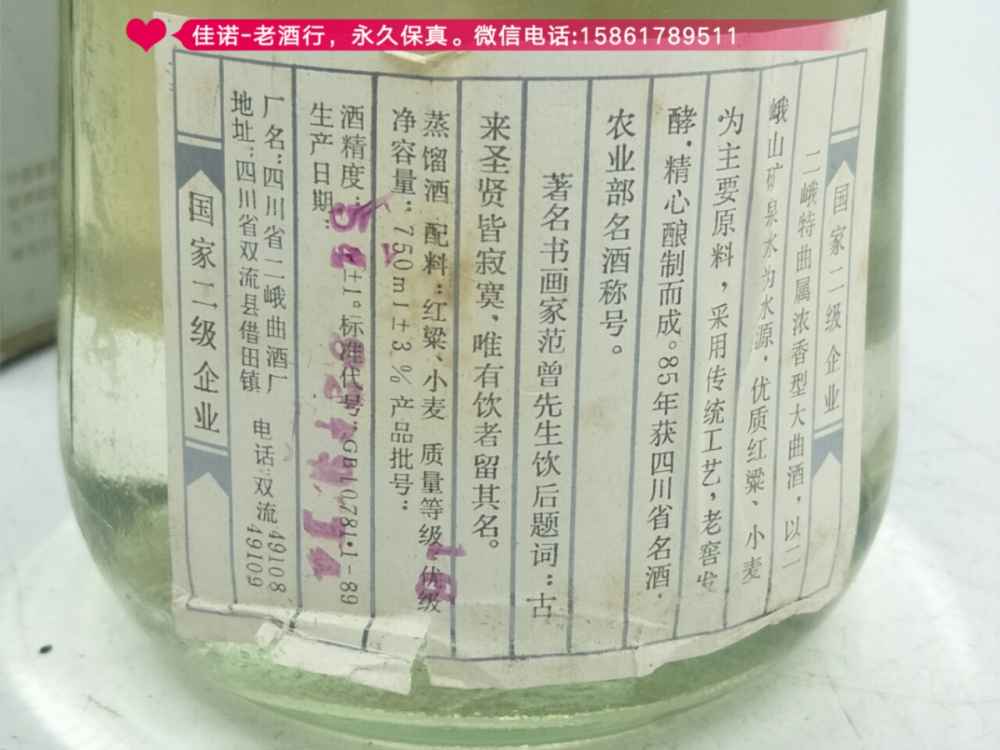 佳诺-老酒行，永久保真。微信电话:15861789511
国家二级企业
二峨特曲属浓香型大曲酒，以二
峨山矿泉水为水源，优质红粱、小麦
为主要原料，采用传统工艺，老窖发
酵，精心酿制而成。85年获四川省名酒.
农业部名酒称号。
著名书画家范曾先生饮后题词：古
来圣贤皆寂寞，唯有饮者留其名。
蒸馏酒 配料：红粱、小麦 质量等级：优级
净容量：750ml±3% 产品批号：
酒精度： ±1°标准代号：GB10781·1-89
生产日期：
厂名：四川省二峨曲酒厂
地址：四川省双流县借田镇 电话：双流 49108
49109
国家二级企业